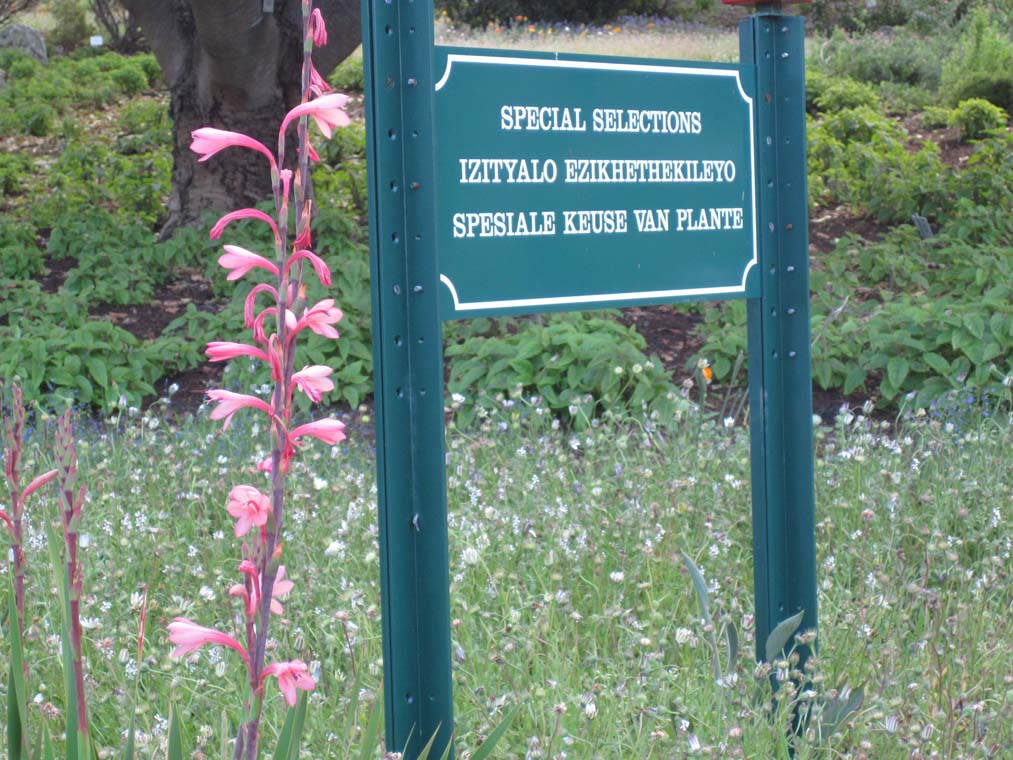 SPECIAL SELECTIONS
IZITYALO EZIKHETHEKILEYO
SPESIALE KEUSE VAN PLANTE